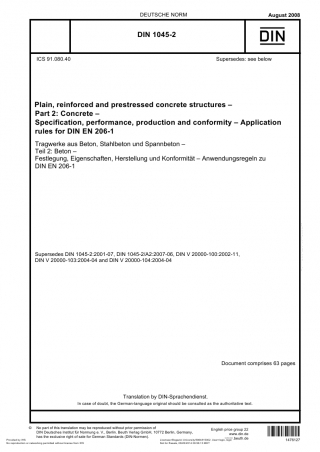 DEUTSCHE NORM
August 2008
DIN 1045-2
DIN
ICS 91.080.40
Supersedes: see below
Plain, reinforced and prestressed concrete structures –
Part 2: Concrete –
Specification, performance, production and conformity – Application
rules for DIN EN 206-1
Tragwerke aus Beton, Stahlbeton und Spannbeton –
Teil 2: Beton –
Festlegung, Eigenschaften, Herstellung und Konformität – Anwendungsregeln zu
DIN EN 206-1
Supersedes DIN 1045-2:2001-07, DIN 1045-2/A2:2007-06, DIN V 20000-100:2002-11,
DIN V 20000-103:2004-04 and DIN V 20000-104:2004-04
Document comprises 63 pages
Translation by DIN-Sprachendienst.
In case of doubt, the German-language original should be consulted as the authoritative text.
© No part of this translation may be reproduced without prior permission of
DIN Deutsches Institut für Normung e. V., Berlin. Beuth Verlag GmbH, 10772 Berlin, Germany,
has the exclusive right of sale for German Standards (DIN-Normen).
English price group 22
www.din.de
www.beuth.de